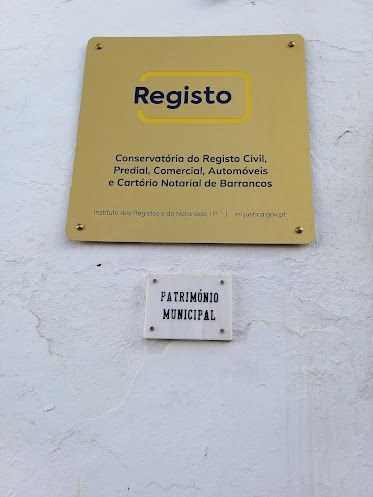 Registo
Conservatória do Registo Civil,
Predial, Comercial, Automóveis
e Cartório Notarial de Barrancos
Instituto dos Registos e do Notariado, I.P. | irn.justica.gov.pt
PATRIMÓNIO
MUNICIPAL